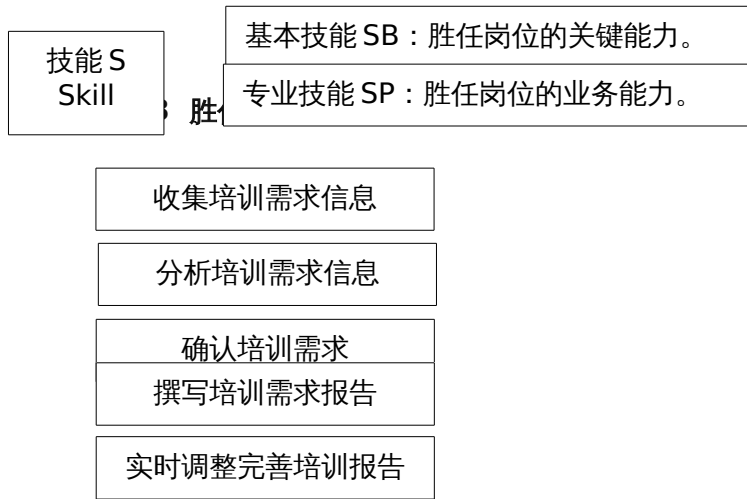 基本技能 SB：胜任岗位的关键能力。
技能 S
Skill
专业技能 SP：胜任岗位的业务能力。
胜
收集培训需求信息
分析培训需求信息
确认培训需求
撰写培训需求报告
实时调整完善培训报告